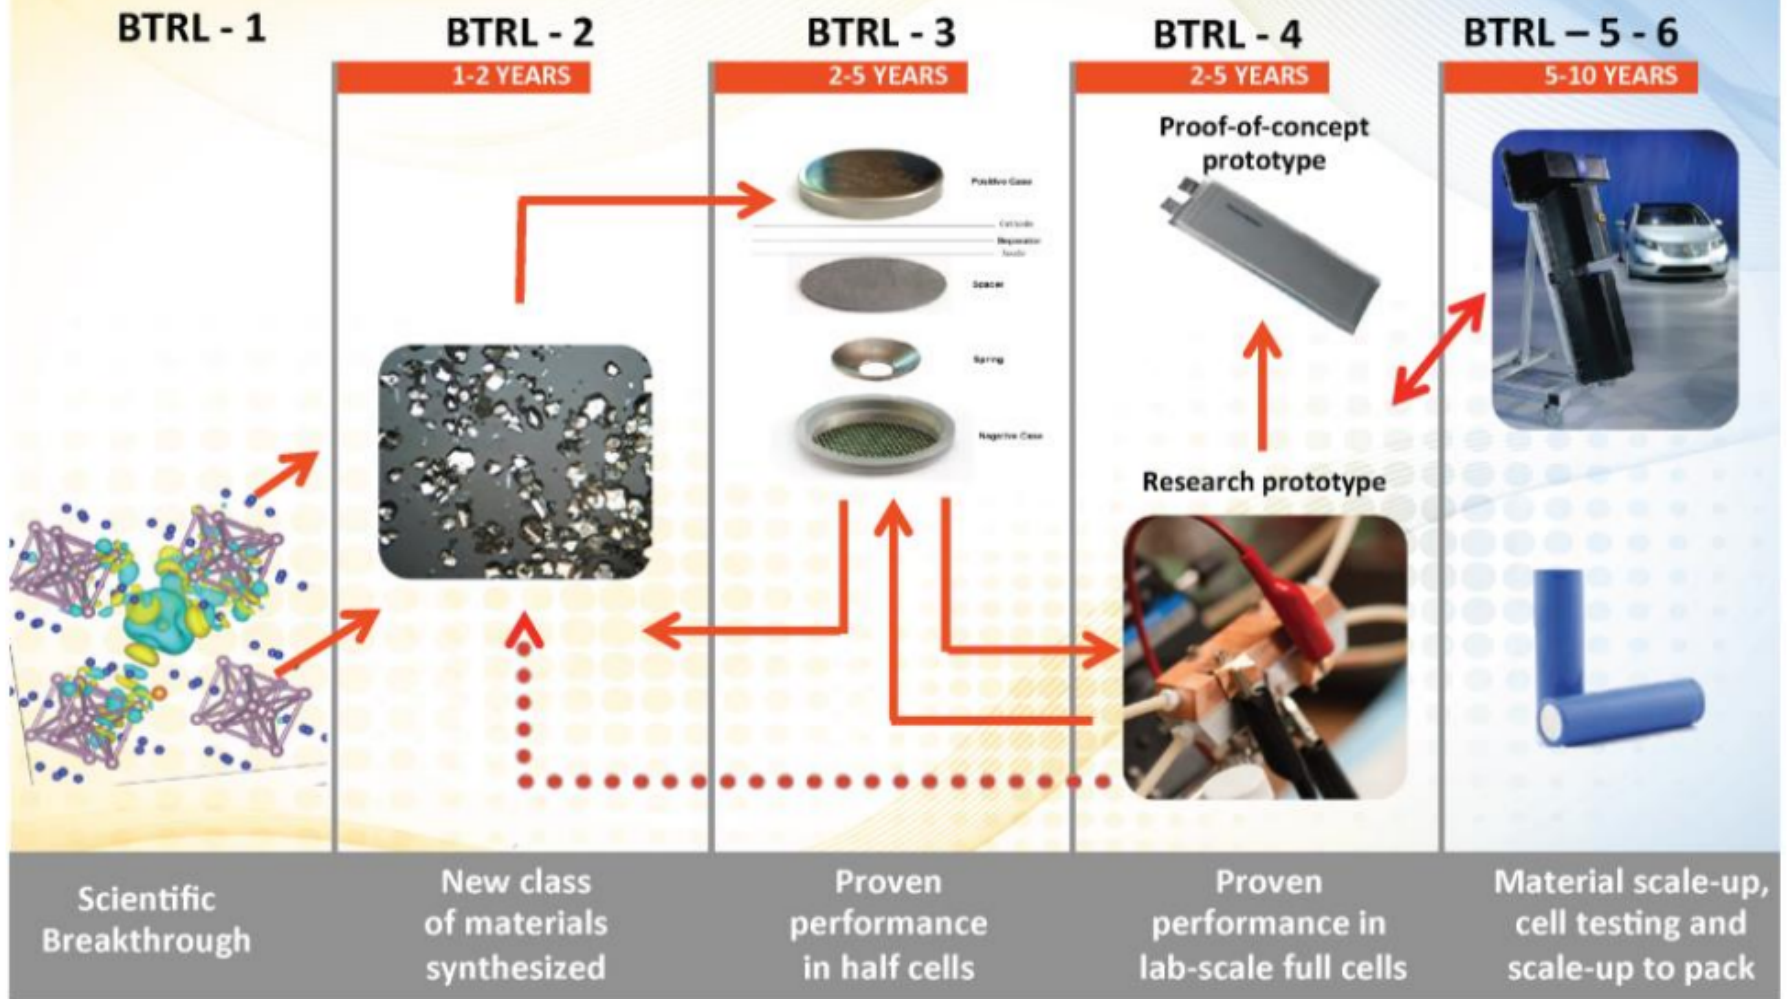 BTRL - 1
BTRL - 2
1-2 YEARS
BTRL - 3
2-5 YEARS
BTRL - 4
2-5 YEARS
BTRL – 5 - 6
5-10 YEARS
Positive Case
Cathode
Separator
Anode
Spacer
Spring
Negative Case
Proof-of-concept
prototype
Research prototype
Scientific
Breakthrough
New class
of materials
synthesized
Proven
performance
in half cells
Proven
performance in
lab-scale full cells
Material scale-up,
cell testing and
scale-up to pack